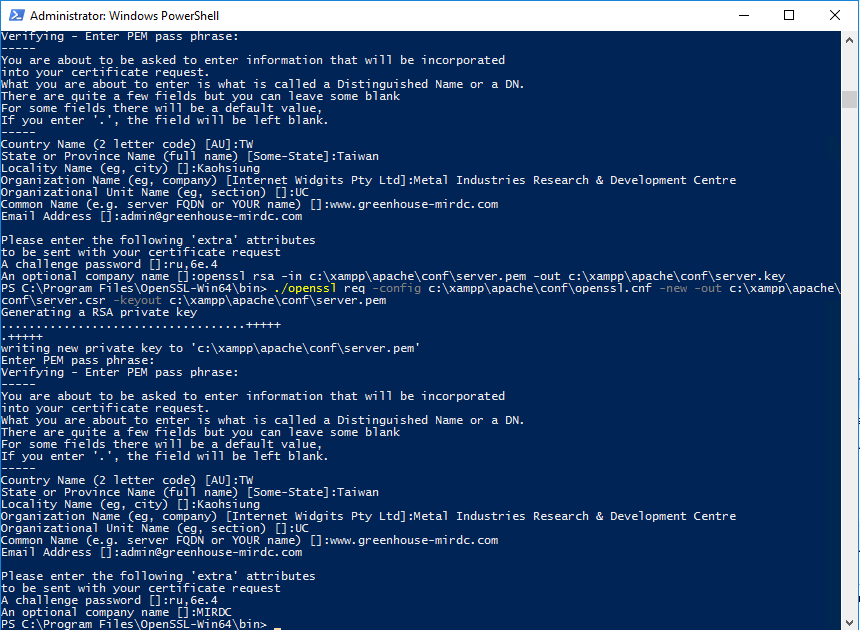 Administrator: Windows PowerShell
Verifying - Enter PEM pass phrase:
-----
You are about to be asked to enter information that will be incorporated
into your certificate request.
What you are about to enter is what is called a Distinguished Name or a DN.
There are quite a few fields but you can leave some blank
For some fields there will be a default value,
If you enter '.', the field will be left blank.
-----
Country Name (2 letter code) [AU]:TW
State or Province Name (full name) [Some-State]:Taiwan
Locality Name (eg, city) []:Kaohsiung
Organization Name (eg, company) [Internet Widgits Pty Ltd]:Metal Industries Research & Development Centre
Organizational Unit Name (eg, section) []:UC
Common Name (e.g. server FQDN or YOUR name) []:www.greenhouse-mirdc.com
Email Address []:admin@greenhouse-mirdc.com

Please enter the following 'extra' attributes
to be sent with your certificate request
A challenge password []:ru,6e.4
An optional company name []:openssl rsa -in c:\xampp\apache\conf\server.pem -out c:\xampp\apache\conf\server.key
PS C:\Program Files\OpenSSL-Win64\bin> ./openssl req -config c:\xampp\apache\conf\openssl.cnf -new -out c:\xampp\apache\
conf\server.csr -keyout c:\xampp\apache\conf\server.pem
Generating a RSA private key
...................................+++++
.+++++
writing new private key to 'c:\xampp\apache\conf\server.pem'
Enter PEM pass phrase:
Verifying - Enter PEM pass phrase:
-----
You are about to be asked to enter information that will be incorporated
into your certificate request.
What you are about to enter is what is called a Distinguished Name or a DN.
There are quite a few fields but you can leave some blank
For some fields there will be a default value,
If you enter '.', the field will be left blank.
-----
Country Name (2 letter code) [AU]:TW
State or Province Name (full name) [Some-State]:Taiwan
Locality Name (eg, city) []:Kaohsiung
Organization Name (eg, company) [Internet Widgits Pty Ltd]:Metal Industries Research & Development Centre
Organizational Unit Name (eg, section) []:UC
Common Name (e.g. server FQDN or YOUR name) []:www.greenhouse-mirdc.com
Email Address []:admin@greenhouse-mirdc.com

Please enter the following 'extra' attributes
to be sent with your certificate request
A challenge password []:ru,6e.4
An optional company name []:MIRDC
PS C:\Program Files\OpenSSL-Win64\bin> _